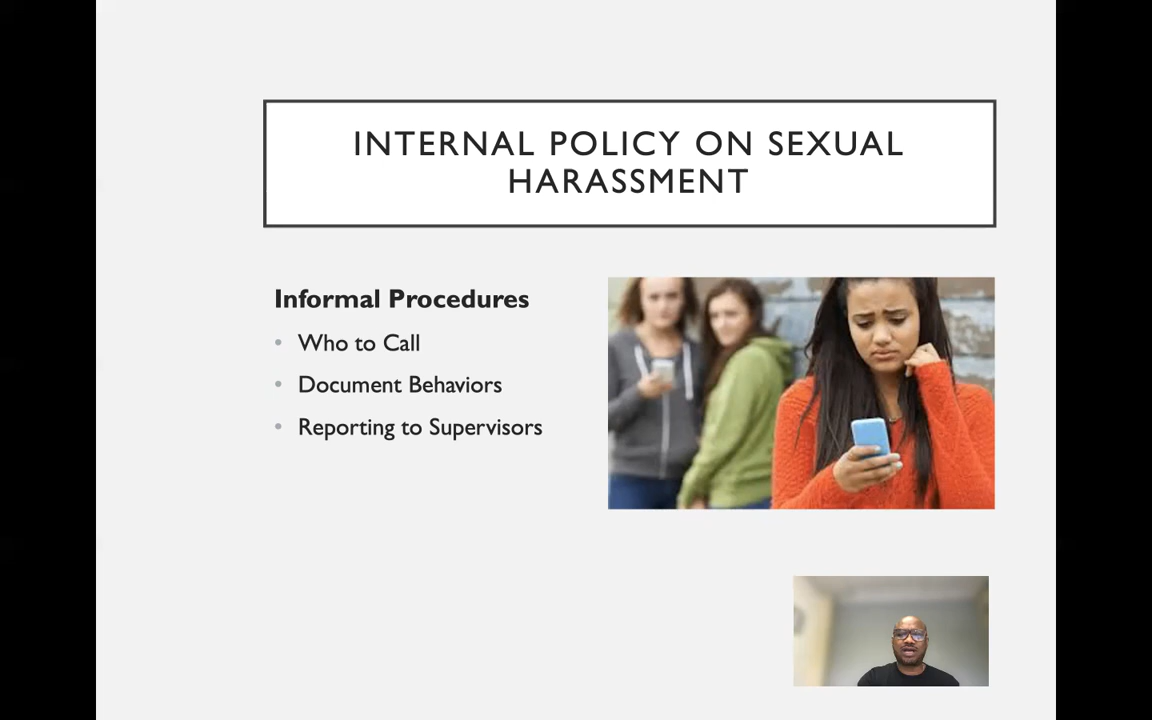 INTERNAL POLICY ON SEXUAL
HARASSMENT
Informal Procedures
• Who to Call
• Document Behaviors
• Reporting to Supervisors